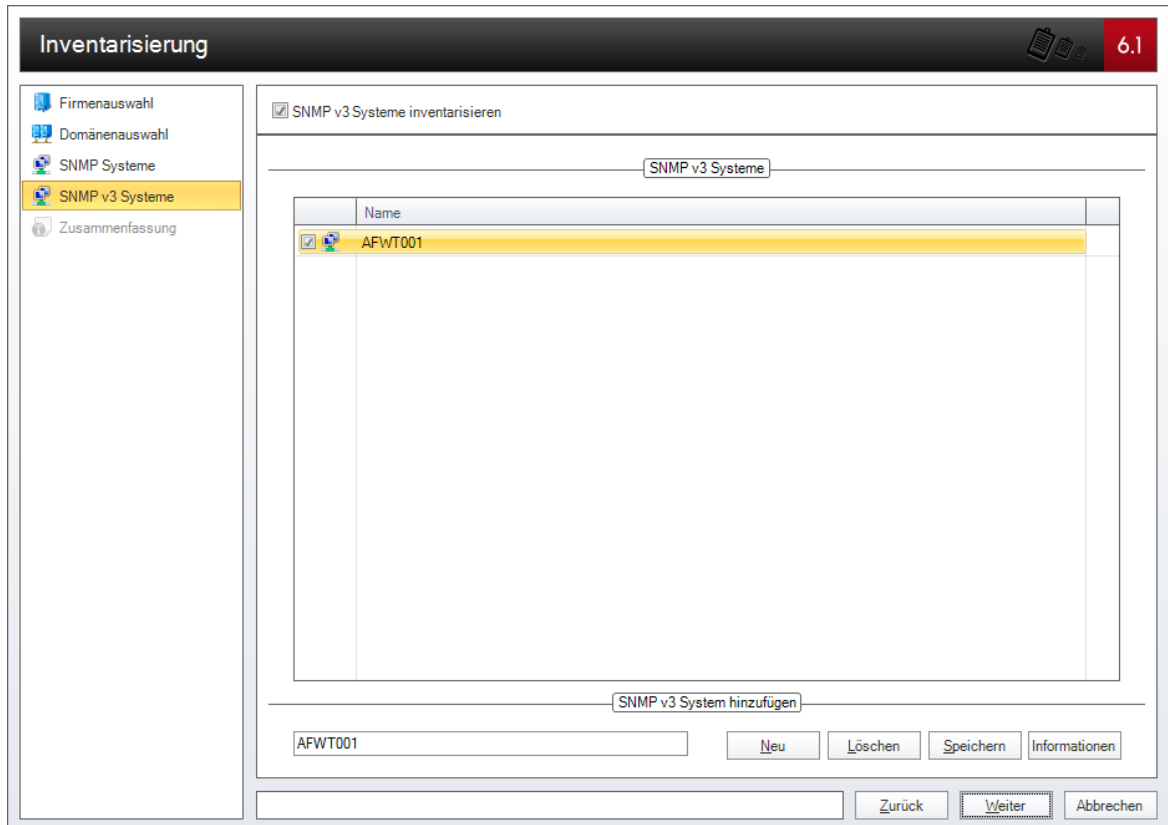 Inventarisierung
6.1
Firmenauswahl
Domänenauswahl
SNMP Systeme
SNMP v3 Systeme
Zusammenfassung
SNMP v3 Systeme inventarisieren
SNMP v3 Systeme
Name
AFWT001
SNMP v3 System hinzufügen
AFWT001
Neu
Löschen
Speichern
Informationen
Zurück
Weiter
Abbrechen